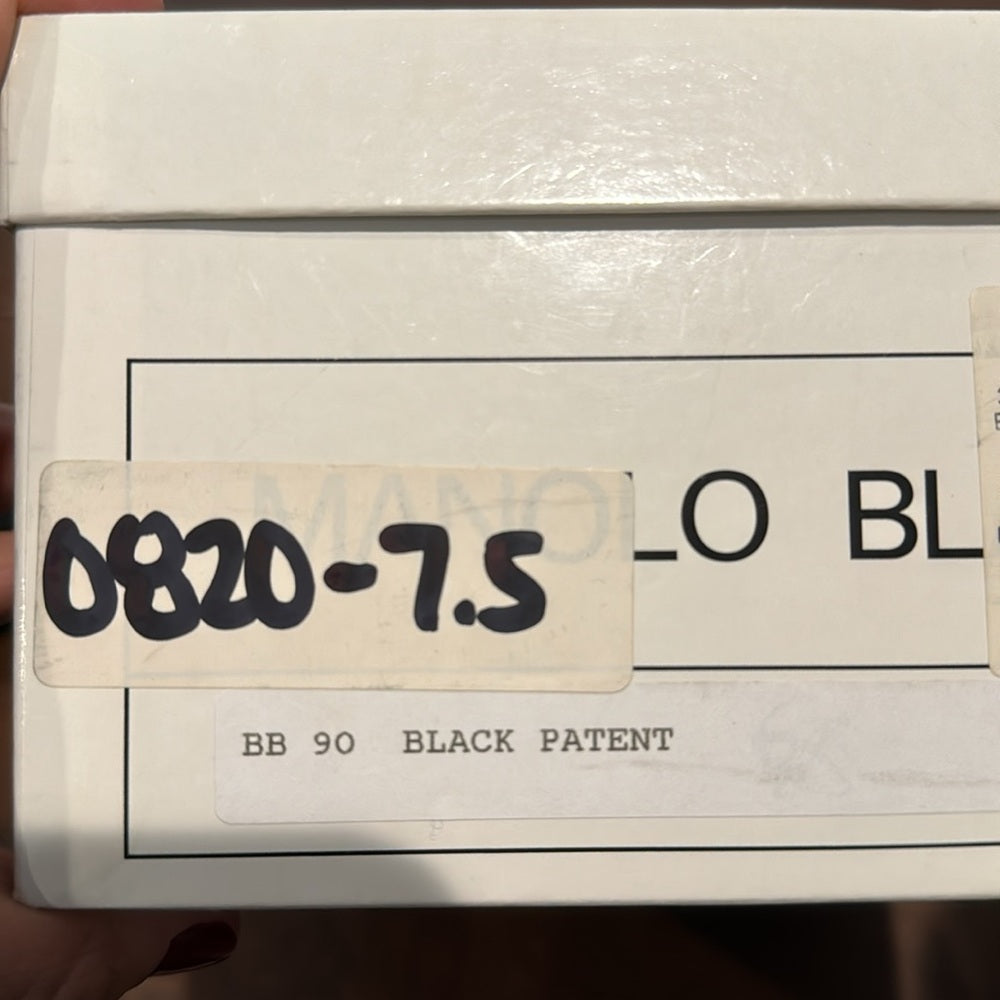 MANOLO BL
0820-7.5
BB 90 BLACK PATENT